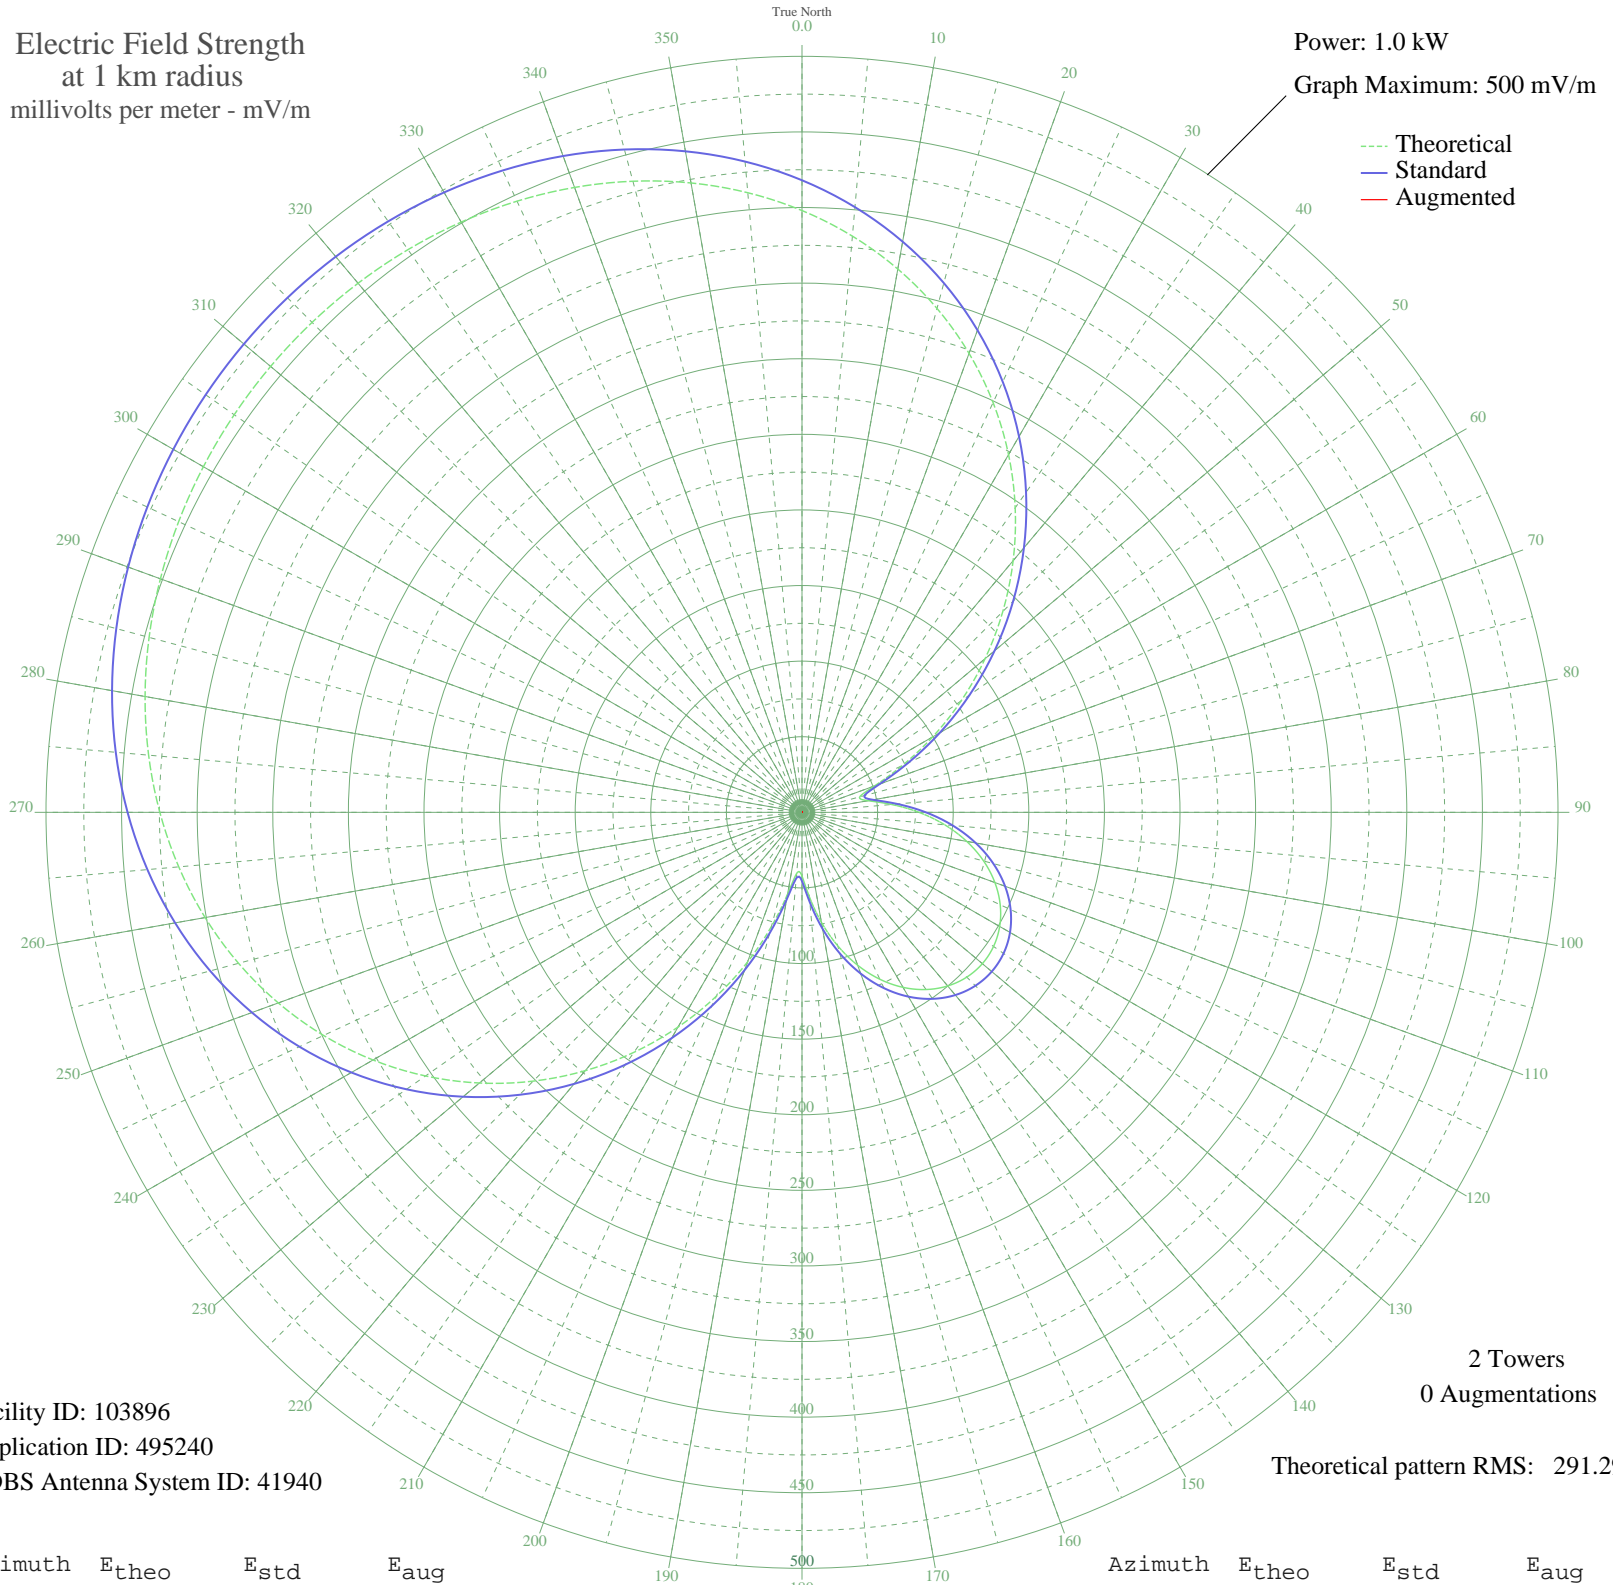 True North
0.0
Electric Field Strength
at 1 km radius
millivolts per meter - mV/m
Power: 1.0 kW
Graph Maximum: 500 mV/m
Theoretical
Standard
Augmented
10
20
30
40
50
60
70
80
90
100
110
120
130
140
150
160
170
190
200
210
220
230
240
250
260
270
280
290
300
310
320
330
340
350
100
150
200
250
300
350
400
450
500
2 Towers
0 Augmentations
Theoretical pattern RMS: 291.29
cility ID: 103896
plication ID: 495240
DBS Antenna System ID: 41940
imuth Etheo Estd Eaug
Azimuth Etheo Estd Eaug